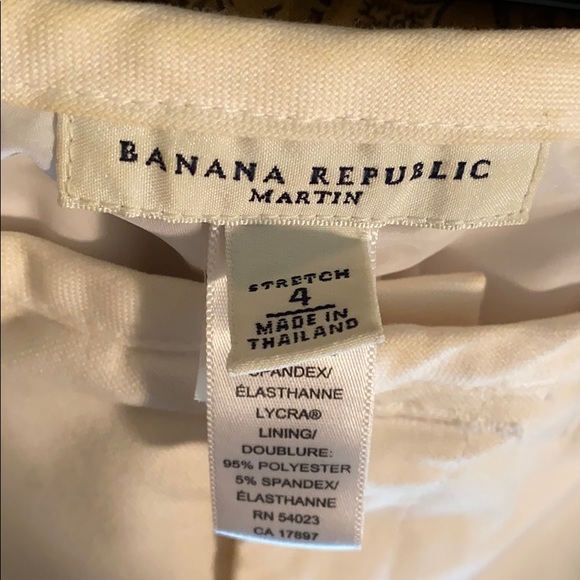 BANANA REPUBLIC
MARTIN
STRETCH
4
MADE IN
THAILAND
SPANDEX/
ÉLASTHANNE
LYCRA®
LINING/
DOUBLURE:
95% POLYESTER
5% SPANDEX/
ÉLASTHANNE
RN 54023
CA 17897